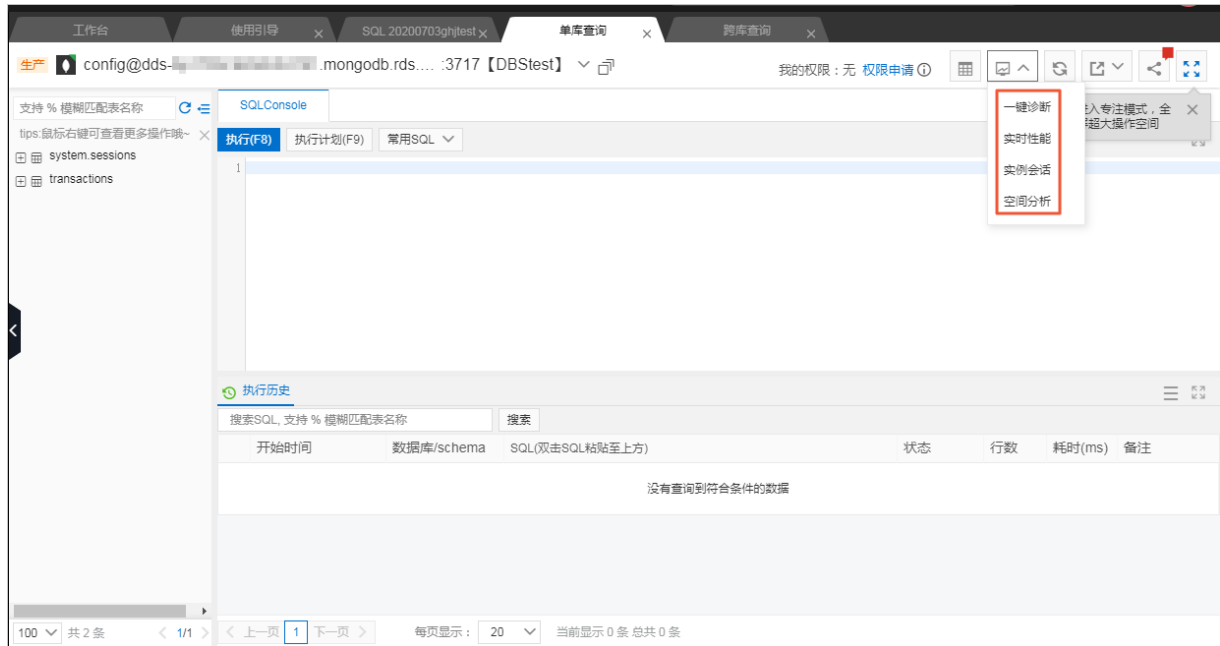 工作台 使用引导 SQL 20200703ghjtest 单库查询 跨库查询
生产 config@dds- .mongodb.rds.... :3717【DBStest】 我的权限：无 权限申请
支持 % 模糊匹配表名称 SQLConsole 一键诊断 入专注模式，全
tips:鼠标右键可查看更多操作哦~ 超大操作空间
执行(F8) 执行计划(F9) 常用SQL 实时性能
system.sessions 实例会话
1
transactions 空间分析
执行历史
搜索SQL, 支持 % 模糊匹配表名称 搜索
开始时间 数据库/schema SQL(双击SQL粘贴至上方) 状态 行数 耗时(ms) 备注
没有查询到符合条件的数据
100 共 2 条 1/1 上一页 1 下一页 每页显示： 20 当前显示 0 条 总共 0 条